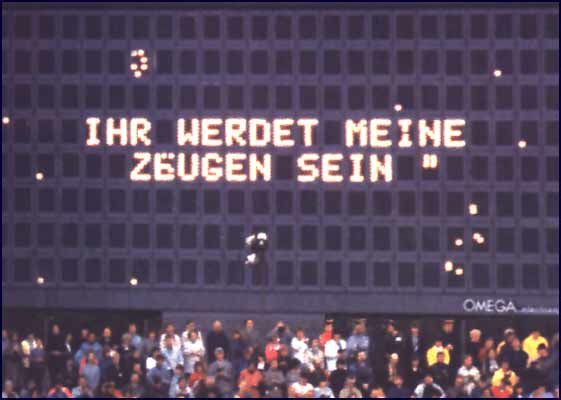 IHR WERDET MEINE
ZEUGEN SEIN "
OMEGA